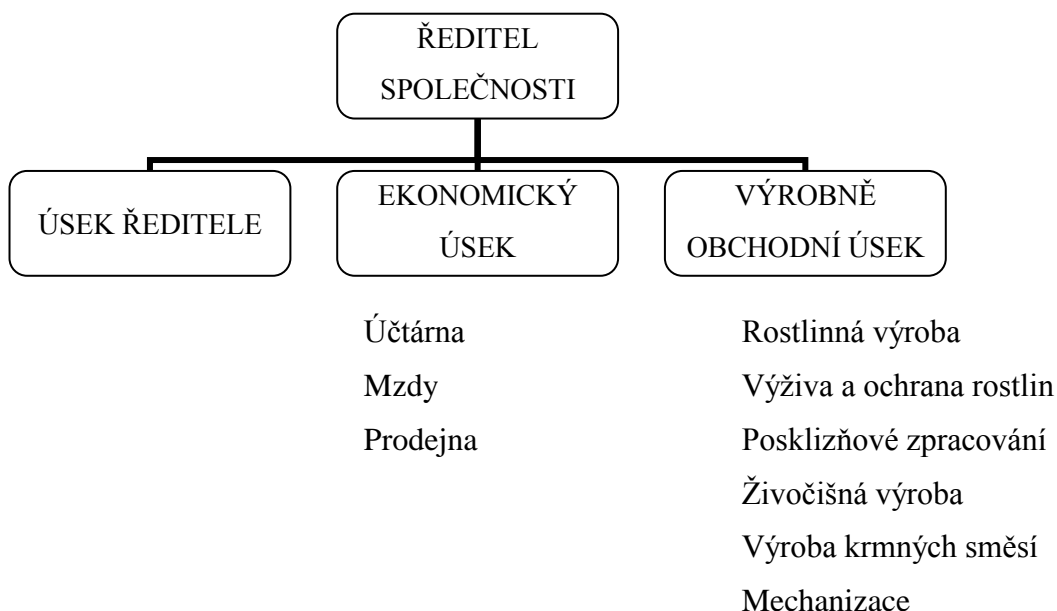 ŘEDITEL
SPOLEČNOSTI
ÚSEK ŘEDITELE
EKONOMICKÝ
ÚSEK
VÝROBNĚ
OBCHODNÍ ÚSEK
Účtárna
Mzdy
Prodejna
Rostlinná výroba
Výživa a ochrana rostlin
Posklizňové zpracování
Živočišná výroba
Výroba krmných směsí
Mechanizace